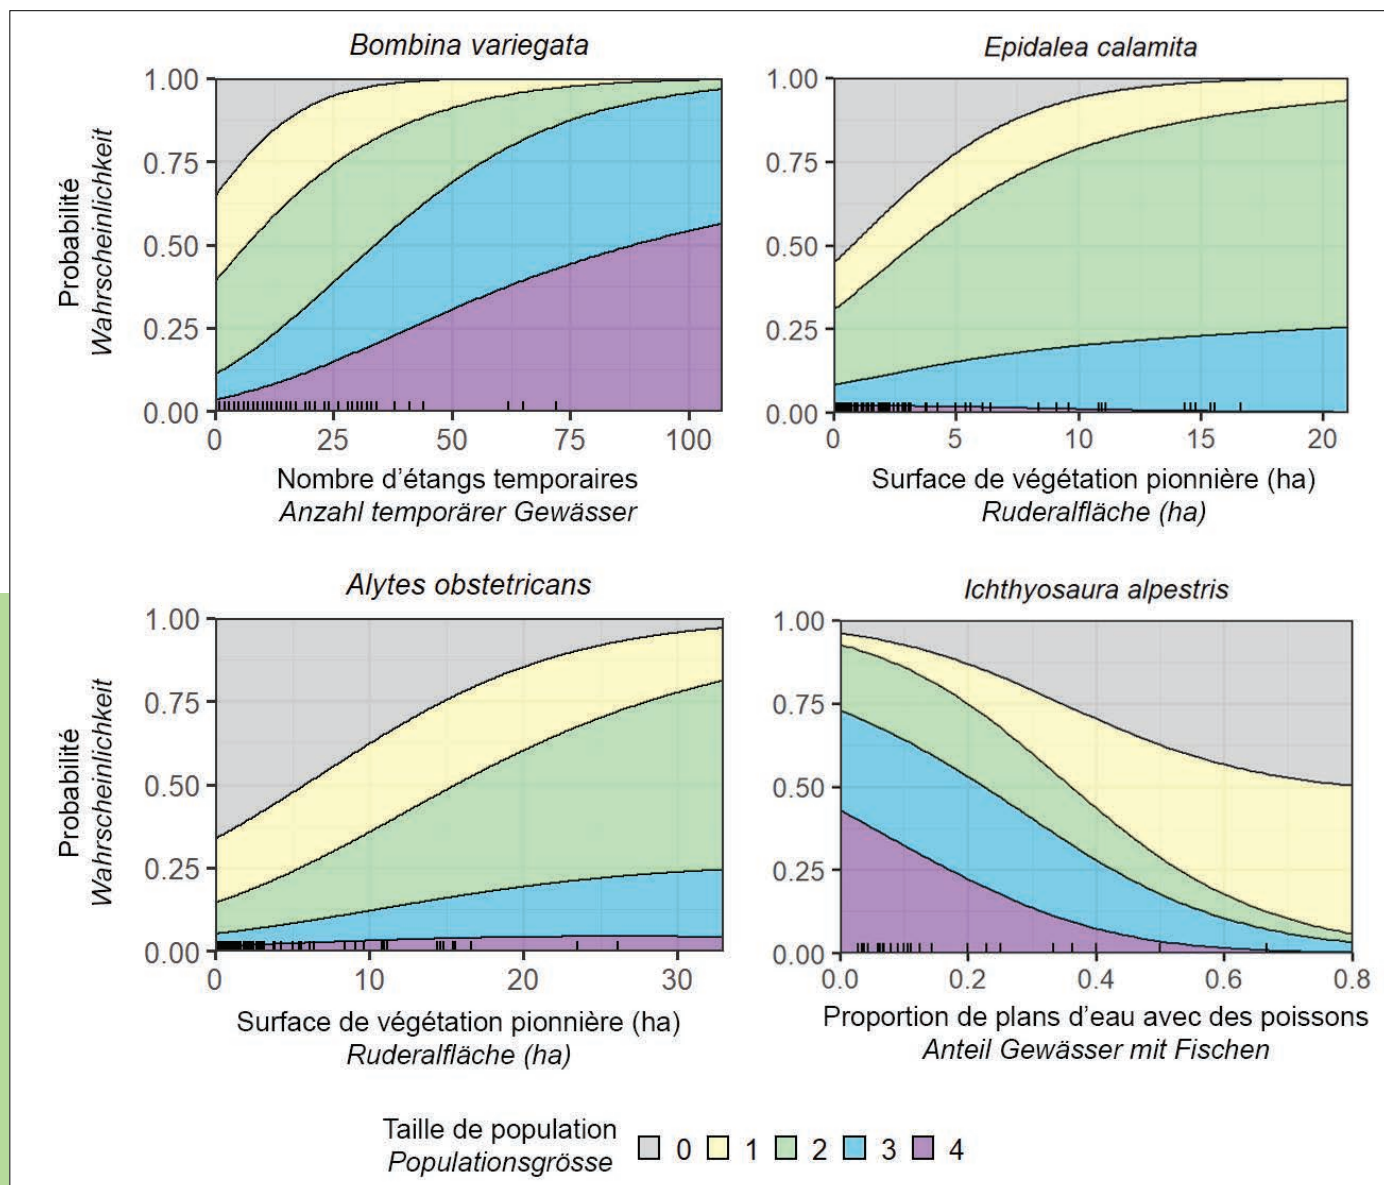 Bombina variegata
Epidalea calamita
Probabilité
Wahrscheinlichkeit
1.00
0.75
0.50
0.25
0.00
0 25 50 75 100
Nombre d'étangs temporaires
Anzahl temporärer Gewässer
1.00
0.75
0.50
0.25
0.00
0 5 10 15 20
Surface de végétation pionnière (ha)
Ruderalfläche (ha)
Alytes obstetricans
Ichthyosaura alpestris
Probabilité
Wahrscheinlichkeit
1.00
0.75
0.50
0.25
0.00
0 10 20 30
Surface de végétation pionnière (ha)
Ruderalfläche (ha)
1.00
0.75
0.50
0.25
0.00
0.0 0.2 0.4 0.6 0.8
Proportion de plans d'eau avec des poissons
Anteil Gewässer mit Fischen
Taille de population
Populationsgrösse
0 1 2 3 4